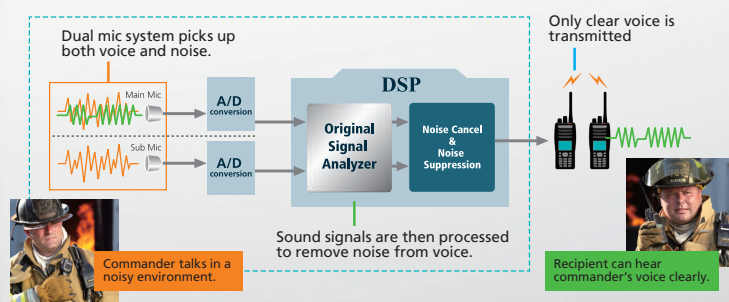 Dual mic system picks up
both voice and noise.
Only clear voice is
transmitted
Main Mic
A/D
conversion
DSP
Original
Signal
Analyzer
Noise Cancel
&
Noise
Suppression
Sub Mic
A/D
conversion
Sound signals are then processed
to remove noise from voice.
Commander talks in a
noisy environment.
Recipient can hear
commander's voice clearly.